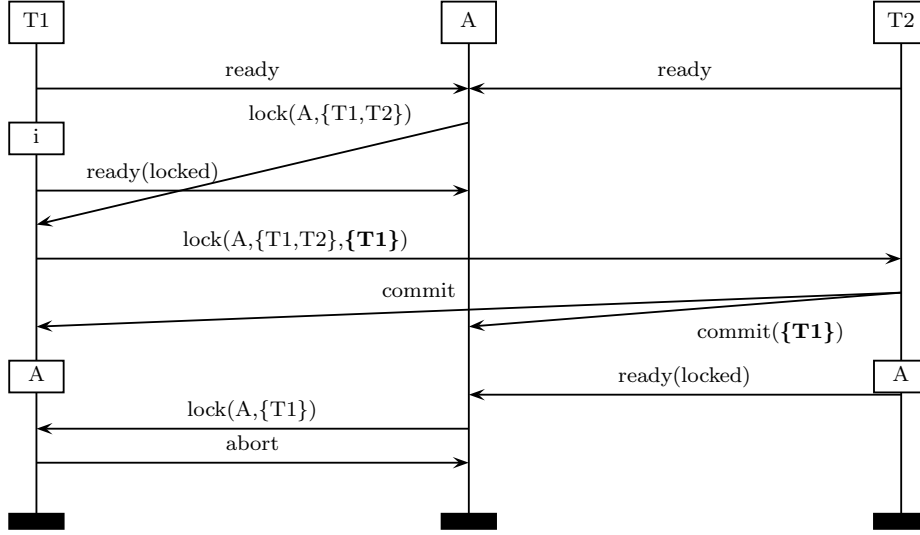 T1 A T2
ready ready
lock(A,{T1,T2})
i
ready(locked)
lock(A,{T1,T2},{T1})
commit
commit({T1})
A A
ready(locked)
lock(A,{T1})
abort